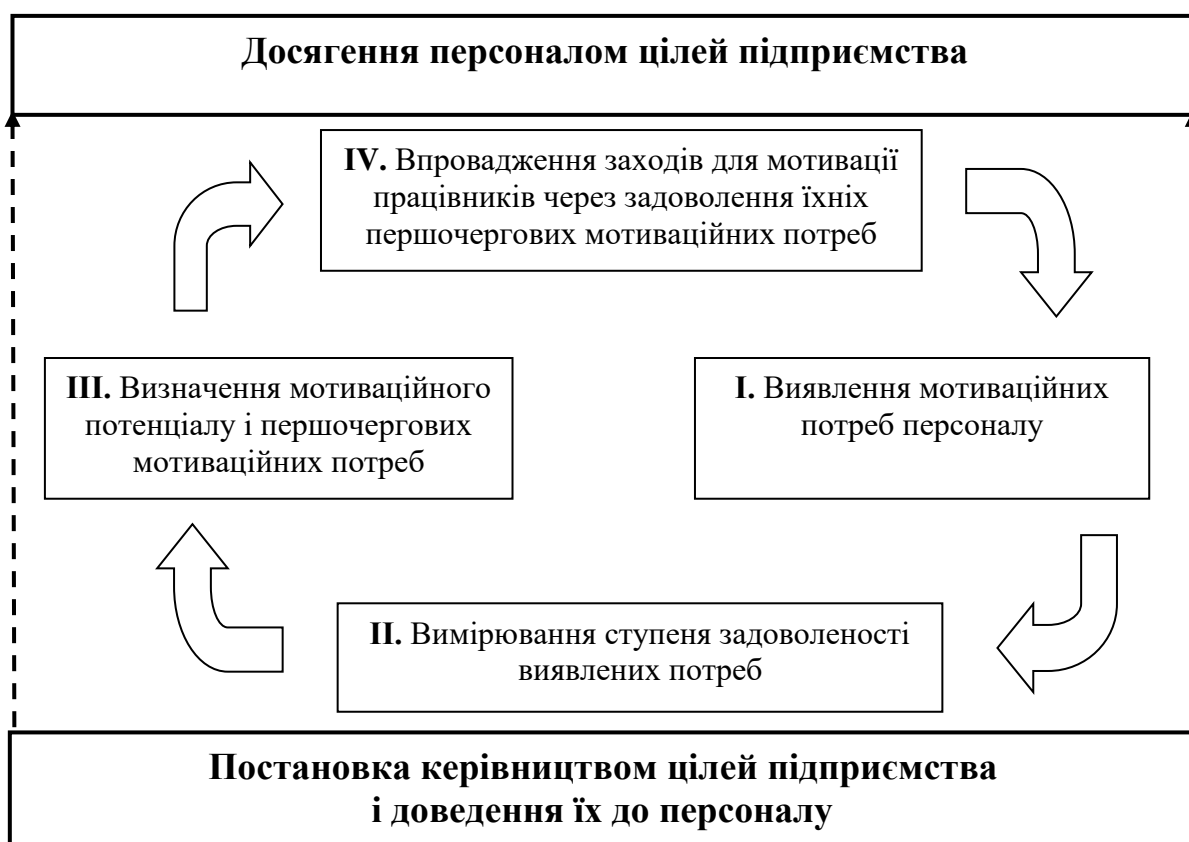 Досягення персоналом цілей підприємства
IV. Впровадження заходів для мотивації
працівників через задоволення їхніх
першочергових мотиваційних потреб
III. Визначення мотиваційного
потенціалу і першочергових
мотиваційних потреб
I. Виявлення мотиваційних
потреб персоналу
II. Вимірювання ступеня задоволеності
виявлених потреб
Постановка керівництвом цілей підприємства
і доведення їх до персоналу